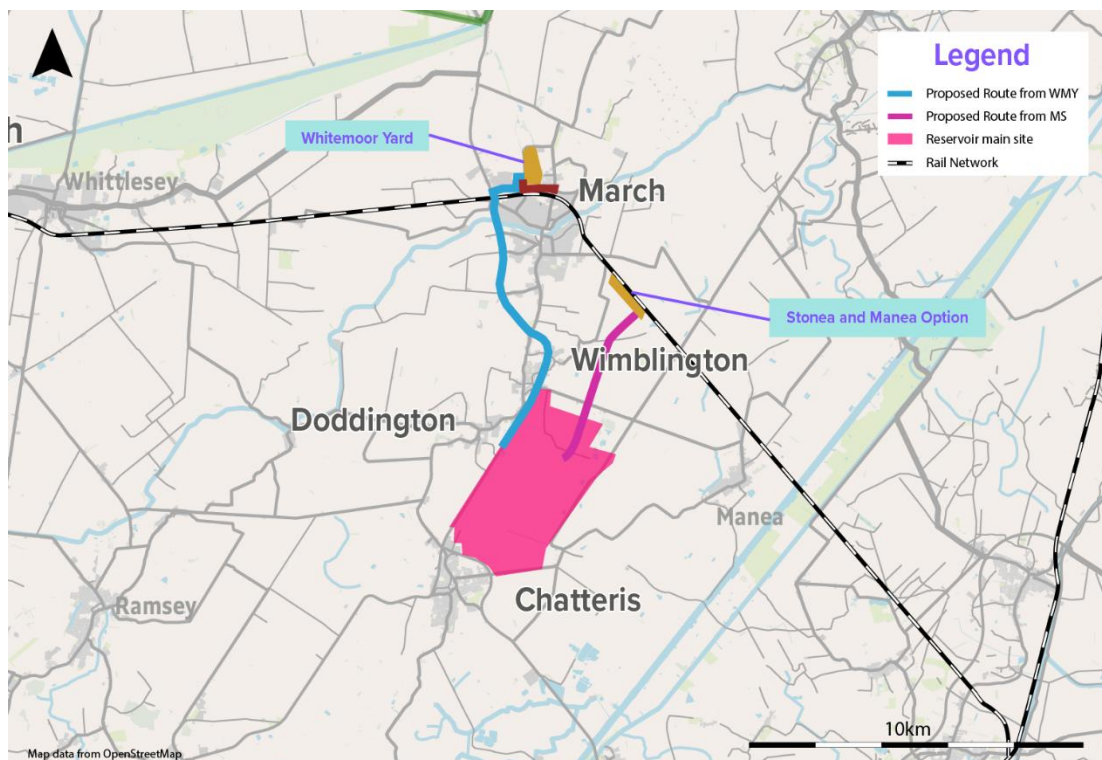 Legend
Proposed Route from WMY
Proposed Route from MS
Reservoir main site
Rail Network
h
Whitemoor Yard
Whittlesey
March
Stonea and Manea Option
Wimblington
Doddington
Manea
Ramsey
Chatteris
10km
Map data from OpenStreetMap